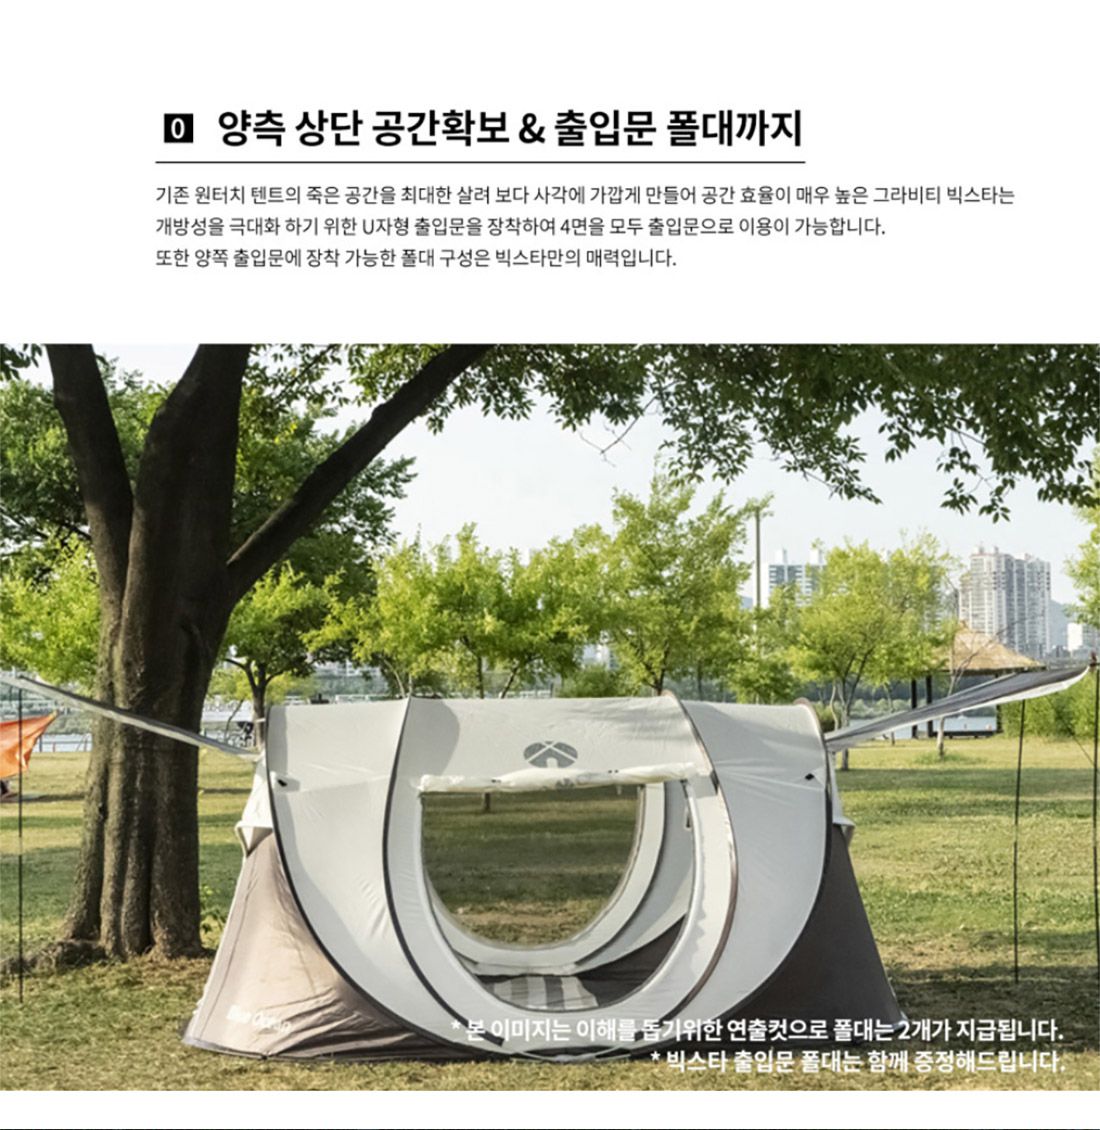 0 양측 상단 공간확보 & 출입문 폴대까지
기존 원터치 텐트의 죽은 공간을 최대한 살려 보다 사각에 가깝게 만들어 공간 효율이 매우 높은 그라비티 빅스타는
개방성을 극대화 하기 위한 U자형 출입문을 장착하여 4면을 모두 출입문으로 이용이 가능합니다.
또한 양쪽 출입문에 장착 가능한 폴대 구성은 빅스타만의 매력입니다.
* 본 이미지는 이해를 돕기위한 연출컷으로 폴대는 2개가 지급됩니다.
* 빅스타 출입문 폴대는 함께 증정해드립니다.